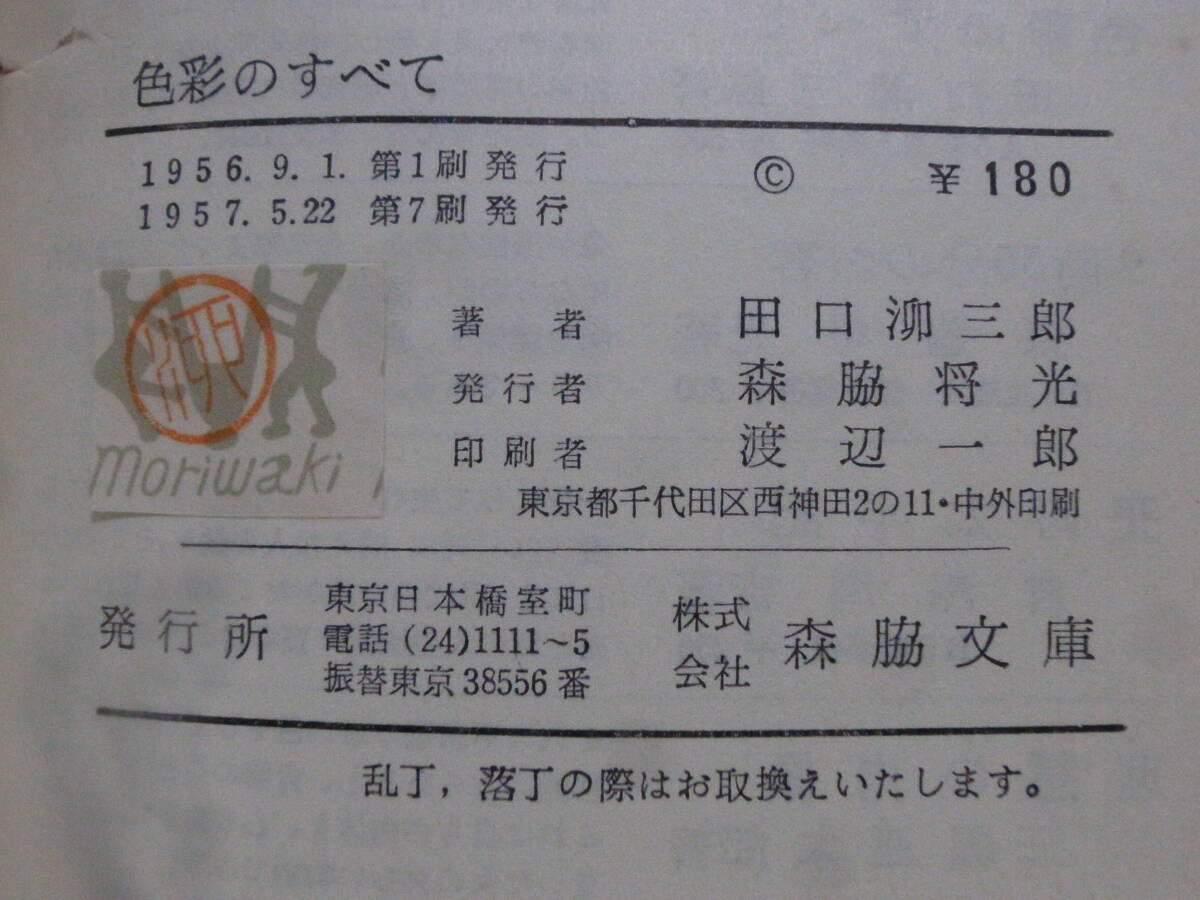 色彩のすべて
1956. 9. 1. 第1刷発行
1957. 5.22 第7刷発行
© ¥180
moriwaki
著者 田口泖三郎
発行者 森脇将光
印刷者 渡辺一郎
東京都千代田区西神田2の11・中外印刷
発行所
東京日本橋室町
電話(24)1111~5
振替東京38556番
株式会社 森脇文庫
乱丁，落丁の際はお取換えいたします。